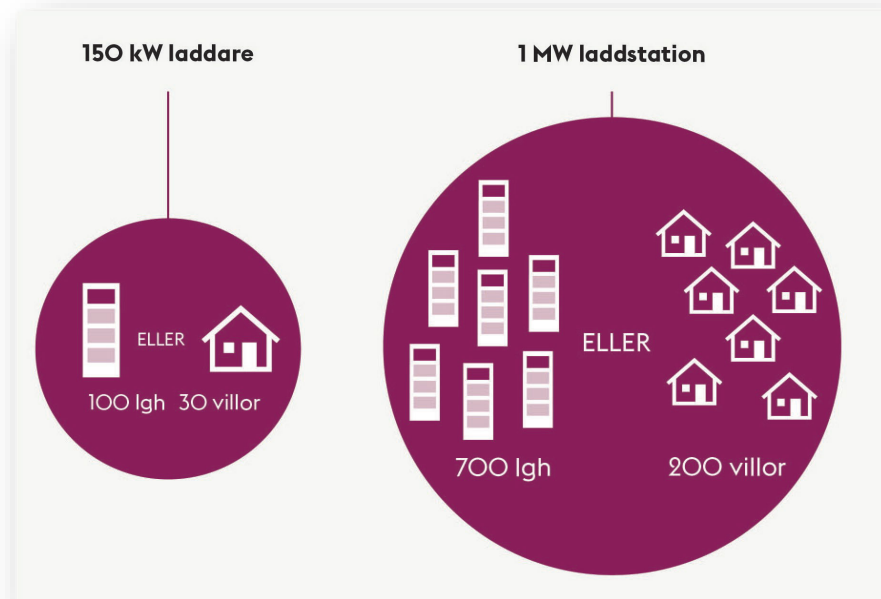 150 kW laddare
ELLER
100 lgh 30 villor
1 MW laddstation
ELLER
700 lgh
200 villor